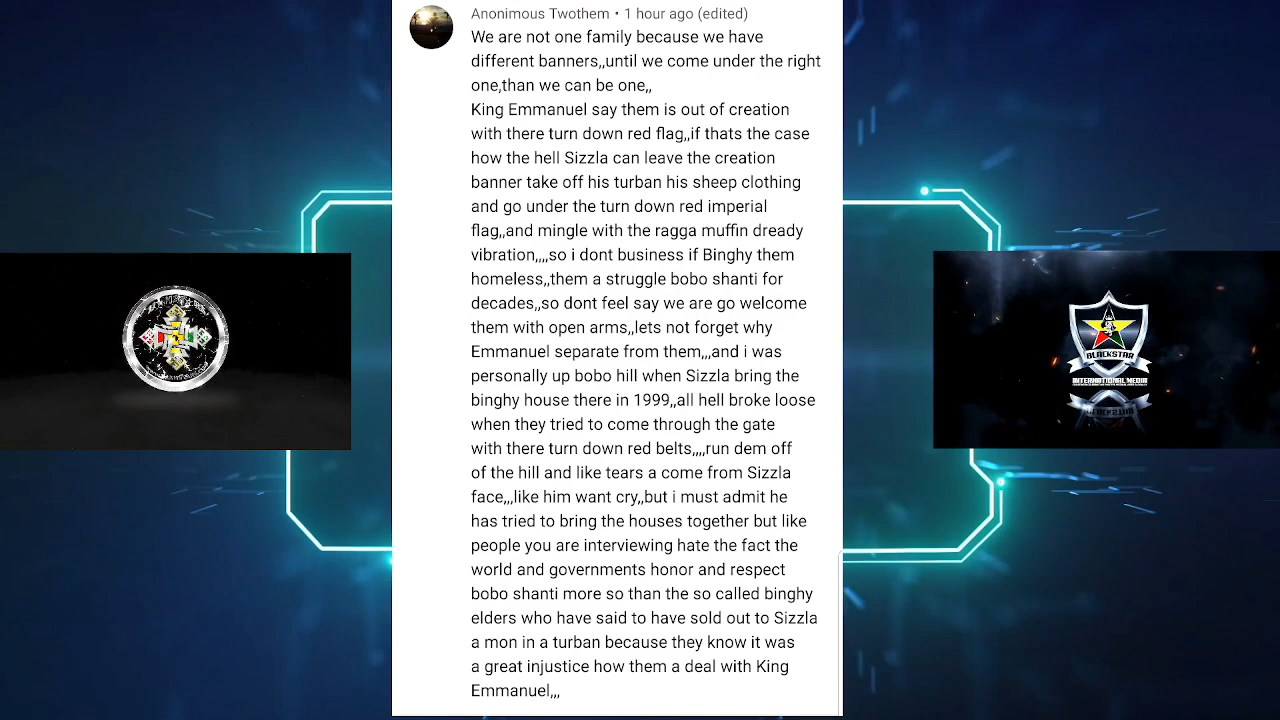 Anonimous Twothem • 1 hour ago (edited)
We are not one family because we have
different banners,,until we come under the right
one,than we can be one,,
King Emmanuel say them is out of creation
with there turn down red flag,,if thats the case
how the hell Sizzla can leave the creation
banner take off his turban his sheep clothing
and go under the turn down red imperial
flag,,and mingle with the ragga muffin dready
vibration,,,,so i dont business if Binghy them
homeless,,them a struggle bobo shanti for
decades,,so dont feel say we are go welcome
them with open arms,,lets not forget why
Emmanuel separate from them,,,and i was
personally up bobo hill when Sizzla bring the
binghy house there in 1999,,all hell broke loose
when they tried to come through the gate
with there turn down red belts,,,,run dem off
of the hill and like tears a come from Sizzla
face,,,like him want cry,,but i must admit he
has tried to bring the houses together but like
people you are interviewing hate the fact the
world and governments honor and respect
bobo shanti more so than the so called binghy
elders who have said to have sold out to Sizzla
a mon in a turban because they know it was
a great injustice how them a deal with King
Emmanuel,,,
BLACKSTAR
INTERNATIONAL MEDIA